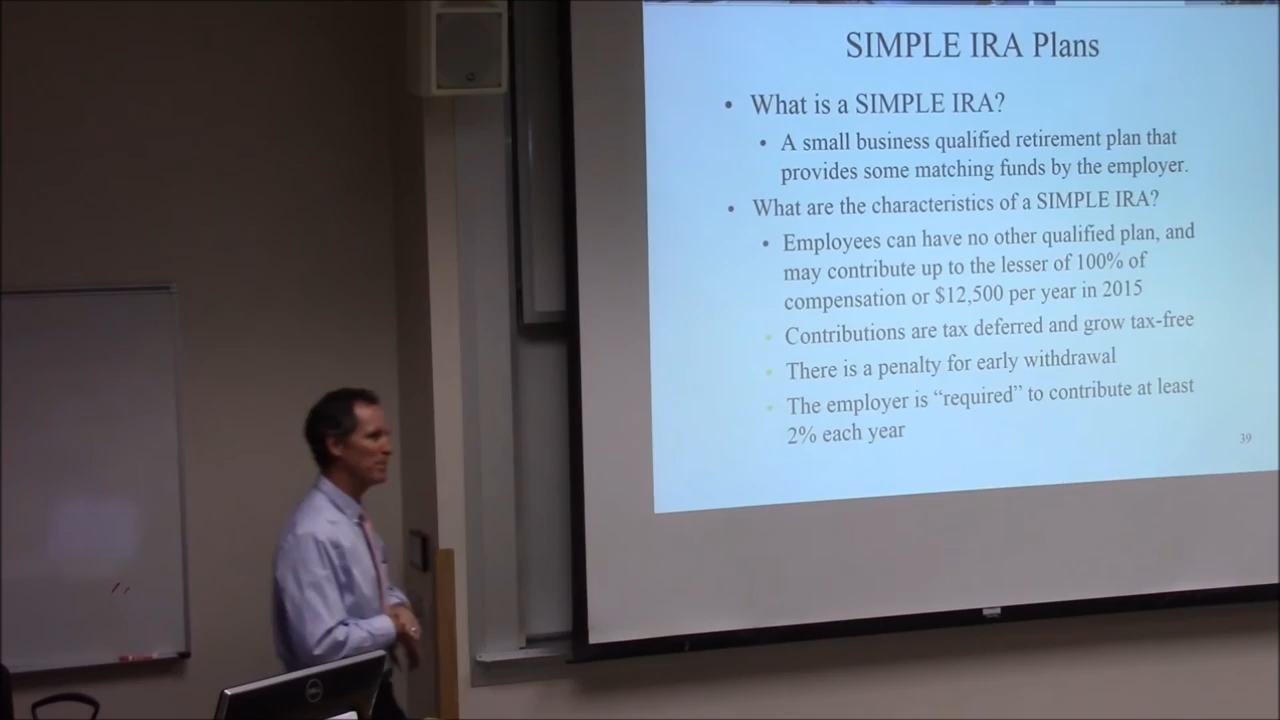 SIMPLE IRA Plans
• What is a SIMPLE IRA?
• A small business qualified retirement plan that
provides some matching funds by the employer.
• What are the characteristics of a SIMPLE IRA?
• Employees can have no other qualified plan, and
may contribute up to the lesser of 100% of
compensation or $12,500 per year in 2015
• Contributions are tax deferred and grow tax-free
• There is a penalty for early withdrawal
• The employer is “required” to contribute at least
2% each year
39
DELL